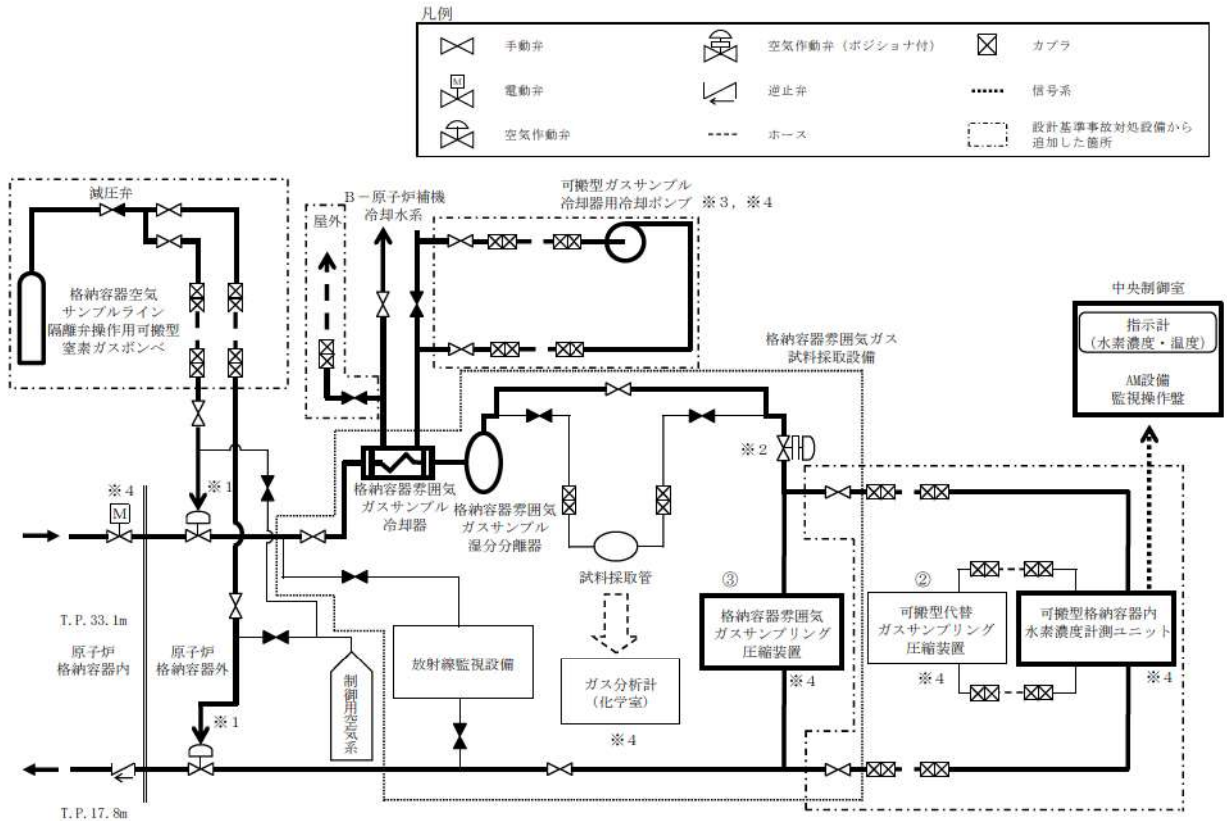 凡例
手動弁
空気作動弁（ポジショナ付）
カプラ
電動弁
逆止弁
信号系
空気作動弁
ホース
設計基準事故対処設備から
追加した箇所
M
減圧弁
格納容器空気
サンプルライン
隔離弁操作用可搬型
窒素ガスボンベ
屋外
B－原子炉補機
冷却水系
可搬型ガスサンプル
冷却器用冷却ポンプ
※3，※4
格納容器雰囲気ガス
試料採取設備
中央制御室
指示計
(水素濃度・温度)
AM設備
監視操作盤
※2
※4
M
※1
格納容器雰囲気
ガスサンプル
冷却器
格納容器雰囲気
ガスサンプル
湿分分離器
試料採取管
T.P.33.1m
原子炉
格納容器内
原子炉
格納容器外
※1
制御用空気系
放射線監視設備
ガス分析計
(化学室)
※4
③
格納容器雰囲気
ガスサンプリング
圧縮装置
※4
②
可搬型代替
ガスサンプリング
圧縮装置
※4
可搬型格納容器内
水素濃度計測ユニット
※4
T.P.17.8m